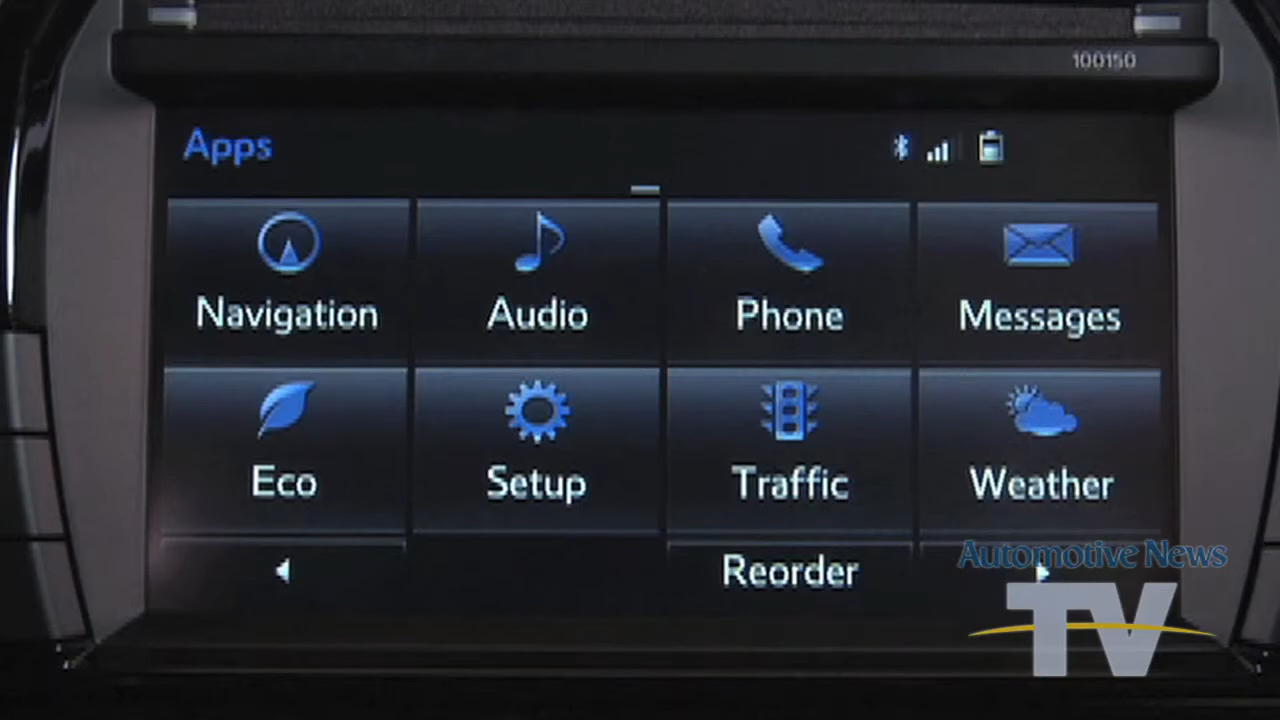 100150
Apps
Navigation Audio Phone Messages
Eco Setup Traffic Weather
Reorder
Automotive News
TV